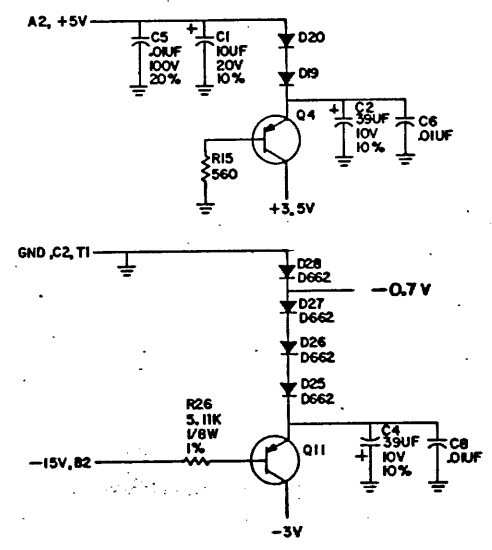 A2, +5V
C5
.01UF
100V
20%
+
C1
10UF
20V
10%
D20
D19
Q4
+
C2
39UF
10V
10%
C6
.01UF
R15
560
+3.5V
GND, C2, T1
D28
D662
-0.7V
D27
D662
D26
D662
D25
D662
R26
5.11K
1/8W
1%
-15V, B2
Q11
C4
39UF
10V
10%
+
C8
.01UF
-3V